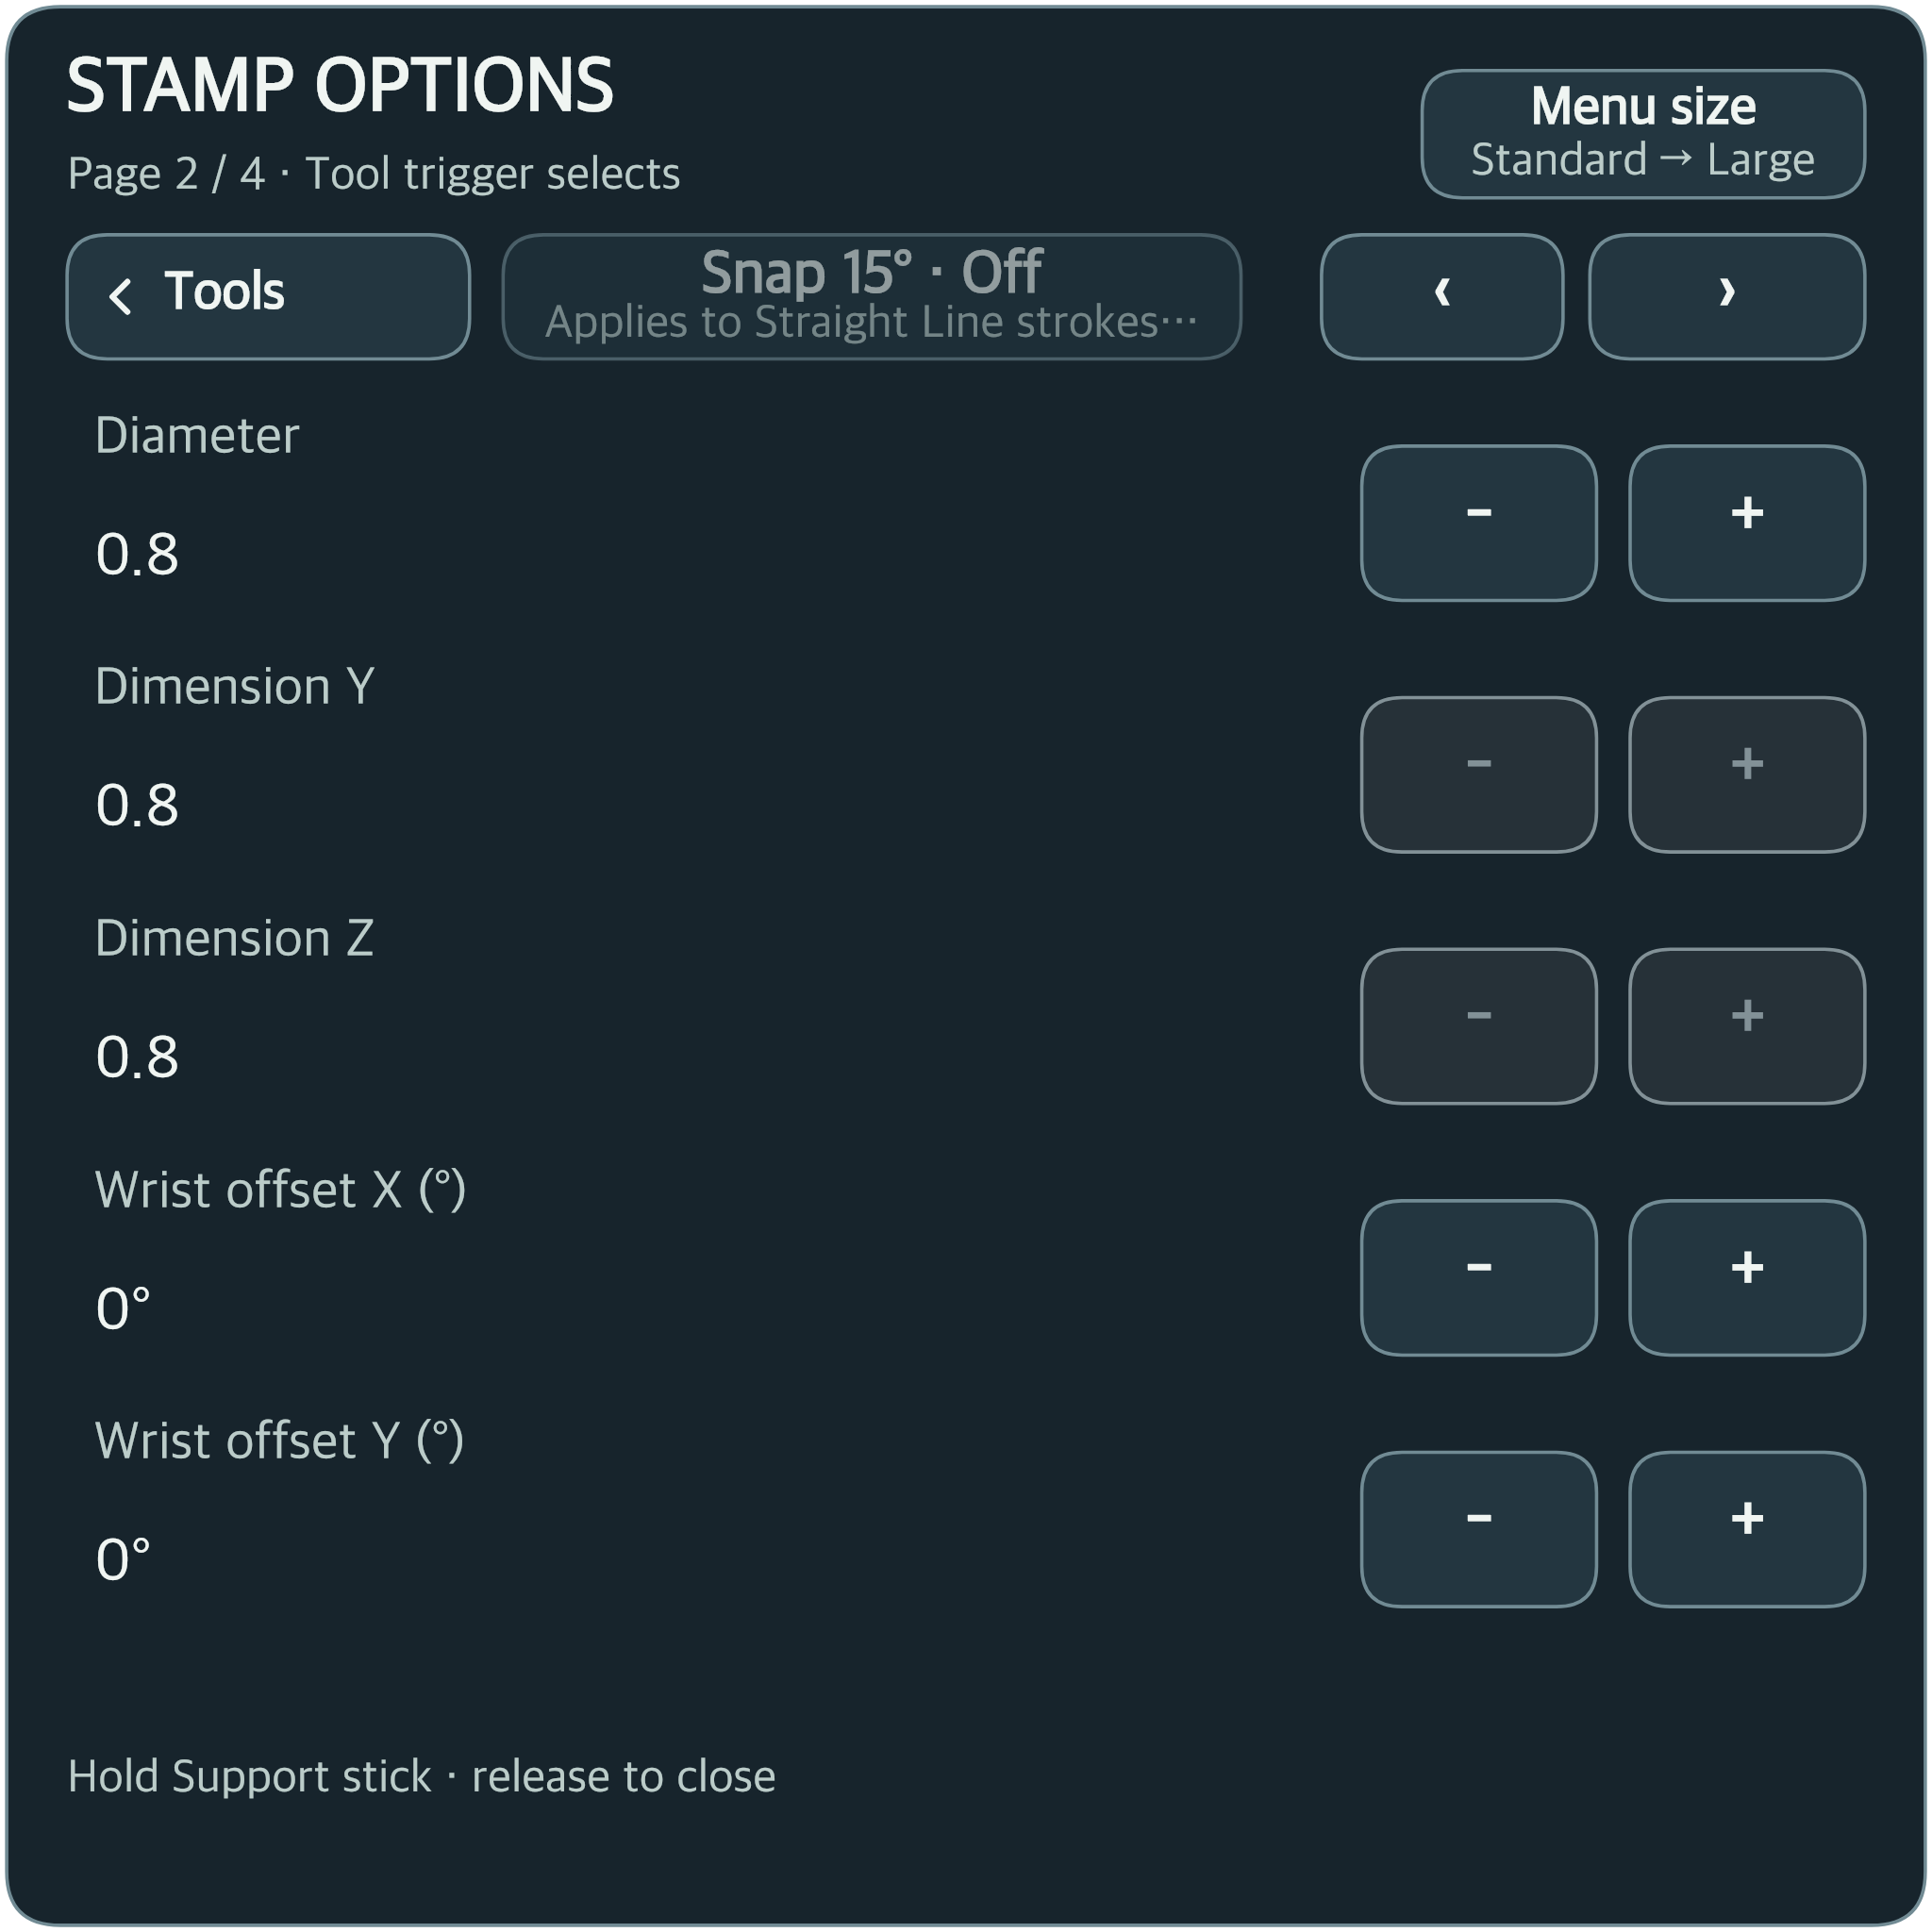 STAMP OPTIONS
Menu size
Standard → Large
Page 2 / 4 · Tool trigger selects
‹ Tools
Snap 15° · Off
Applies to Straight Line strokes…
‹ ›
Diameter
0.8
- +
Dimension Y
0.8
- +
Dimension Z
0.8
- +
Wrist offset X (°)
0°
- +
Wrist offset Y (°)
0°
- +
Hold Support stick · release to close